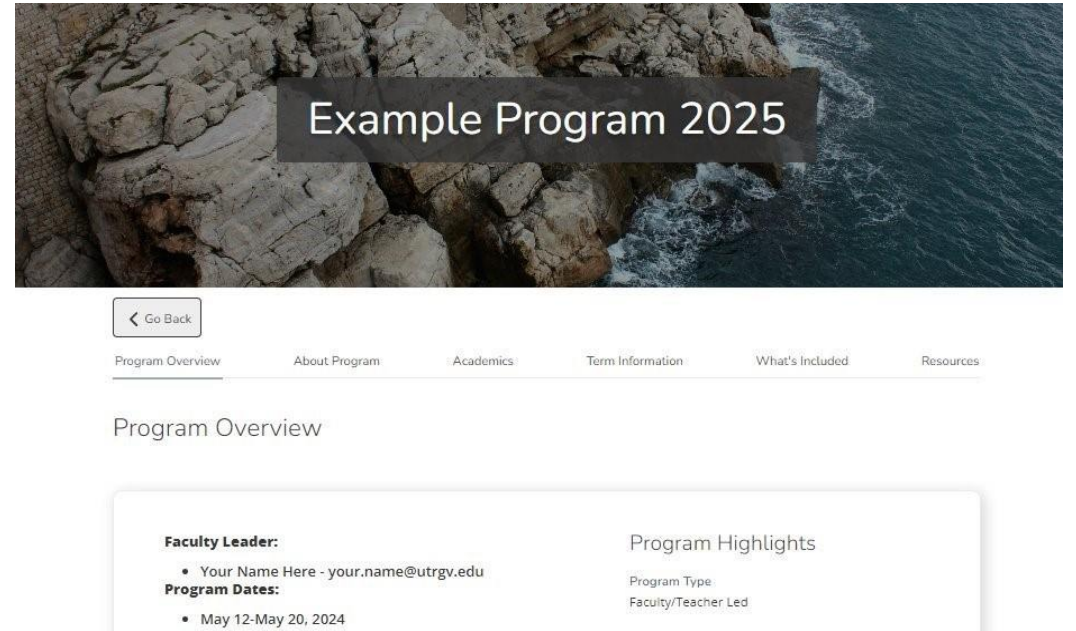 Example Program 2025
Go Back
Program Overview About Program Academics Term Information What's Included Resources
Program Overview
Faculty Leader:
• Your Name Here - your.name@utrgv.edu
Program Dates:
• May 12-May 20, 2024
Program Highlights
Program Type
Faculty/Teacher Led